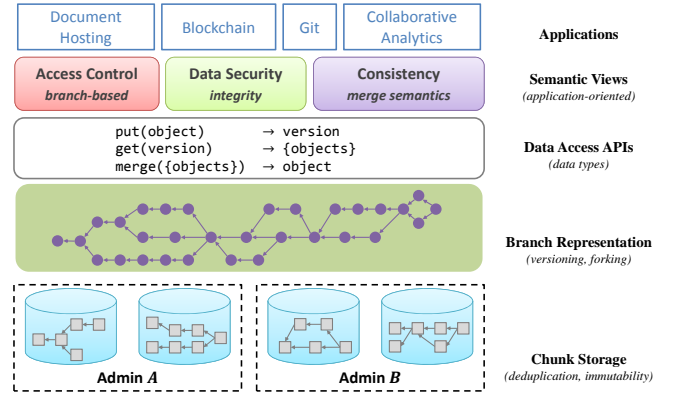 Document
Hosting
Blockchain
Git
Collaborative
Analytics
Applications
Access Control
branch-based
Data Security
integrity
Consistency
merge semantics
Semantic Views
(application-oriented)
put(object) → version
get(version) → {objects}
merge({objects}) → object
Data Access APIs
(data types)
Branch Representation
(versioning, forking)
Admin A
Admin B
Chunk Storage
(deduplication, immutability)